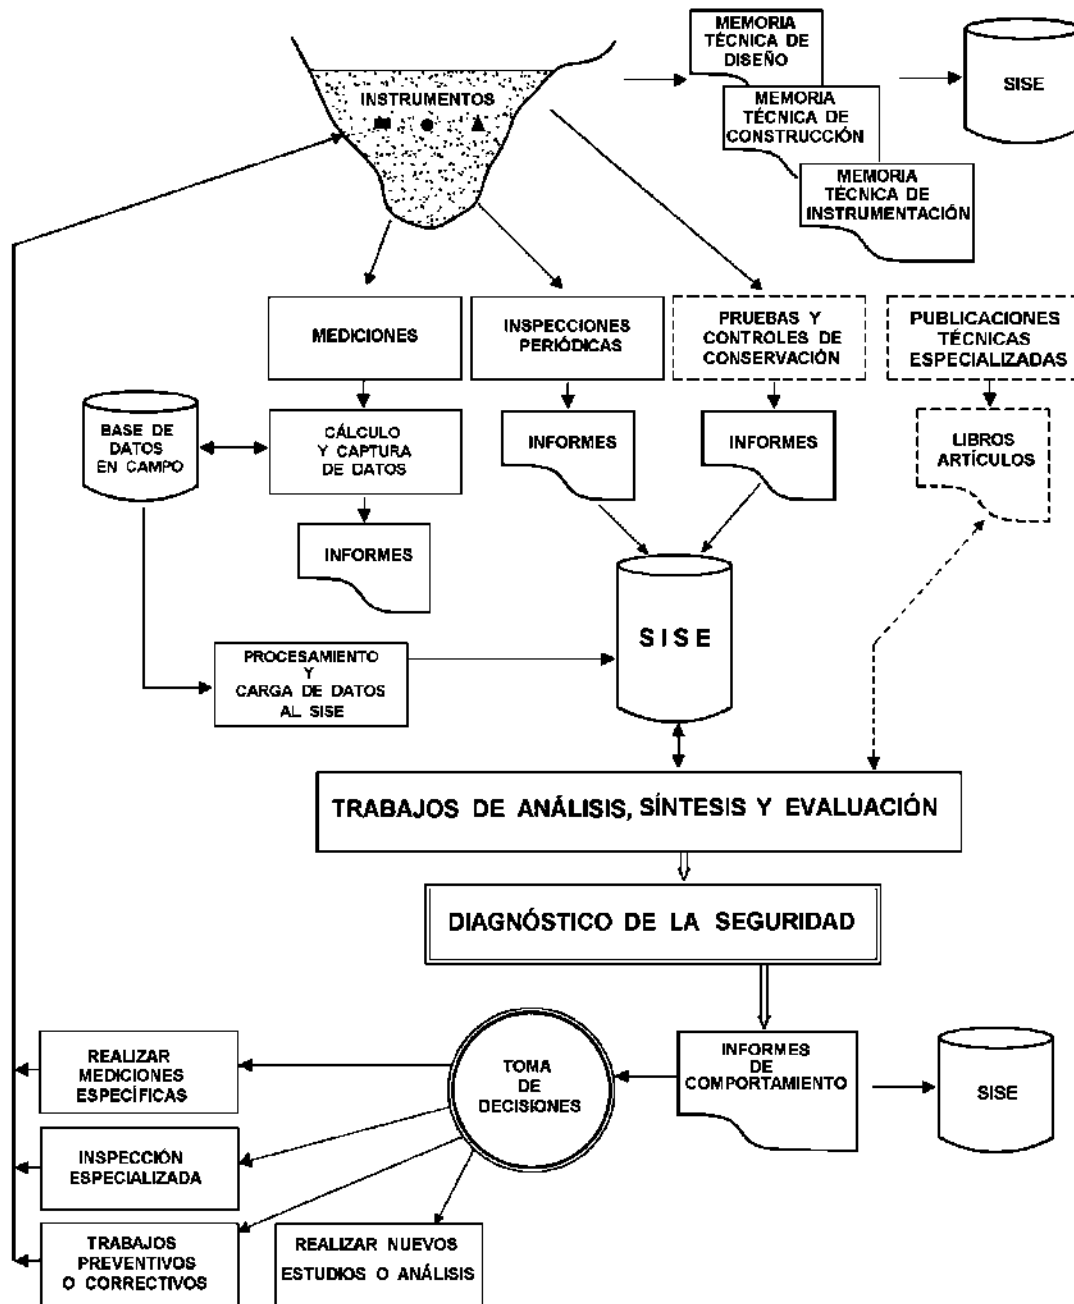 MEMORIA
TÉCNICA DE
DISEÑO
SISE
INSTRUMENTOS
MEMORIA
TÉCNICA DE
CONSTRUCCIÓN
MEMORIA
TÉCNICA DE
INSTRUMENTACIÓN
MEDICIONES
INSPECCIONES
PERIÓDICAS
PRUEBAS Y
CONTROLES DE
CONSERVACIÓN
PUBLICACIONES
TÉCNICAS
ESPECIALIZADAS
BASE DE
DATOS
EN CAMPO
CÁLCULO
Y CAPTURA
DE DATOS
INFORMES
INFORMES
LIBROS
ARTÍCULOS
INFORMES
SISE
PROCESAMIENTO
Y
CARGA DE DATOS
AL SISE
TRABAJOS DE ANÁLISIS, SÍNTESIS Y EVALUACIÓN
DIAGNÓSTICO DE LA SEGURIDAD
REALIZAR
MEDICIONES
ESPECÍFICAS
TOMA
DE
DECISIONES
INFORMES
DE
COMPORTAMIENTO
SISE
INSPECCIÓN
ESPECIALIZADA
TRABAJOS
PREVENTIVOS
O CORRECTIVOS
REALIZAR NUEVOS
ESTUDIOS O ANÁLISIS